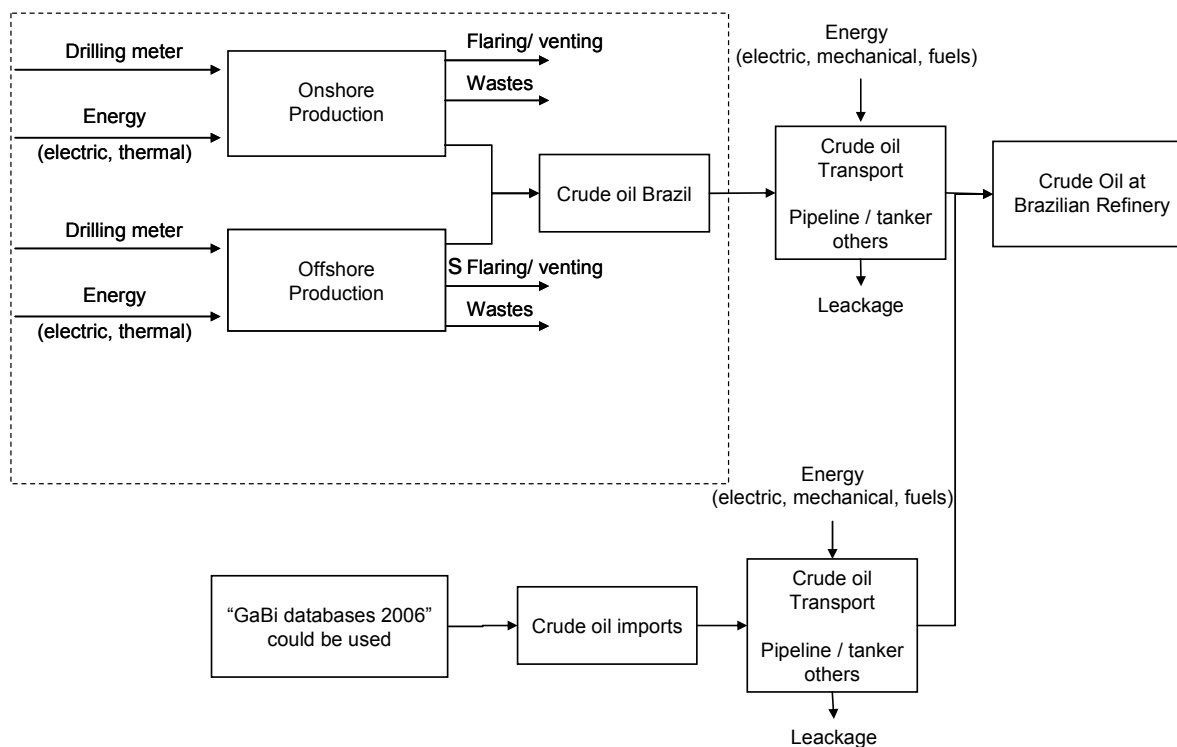 Drilling meter
Energy
(electric, thermal)
Onshore
Production
Flaring/ venting
Wastes
Drilling meter
Energy
(electric, thermal)
Offshore
Production
S Flaring/ venting
Wastes
Crude oil Brazil
Energy
(electric, mechanical, fuels)
Crude oil
Transport
Pipeline / tanker
others
Leackage
Crude Oil at
Brazilian Refinery
“GaBi databases 2006”
could be used
Crude oil imports
Energy
(electric, mechanical, fuels)
Crude oil
Transport
Pipeline / tanker
others
Leackage